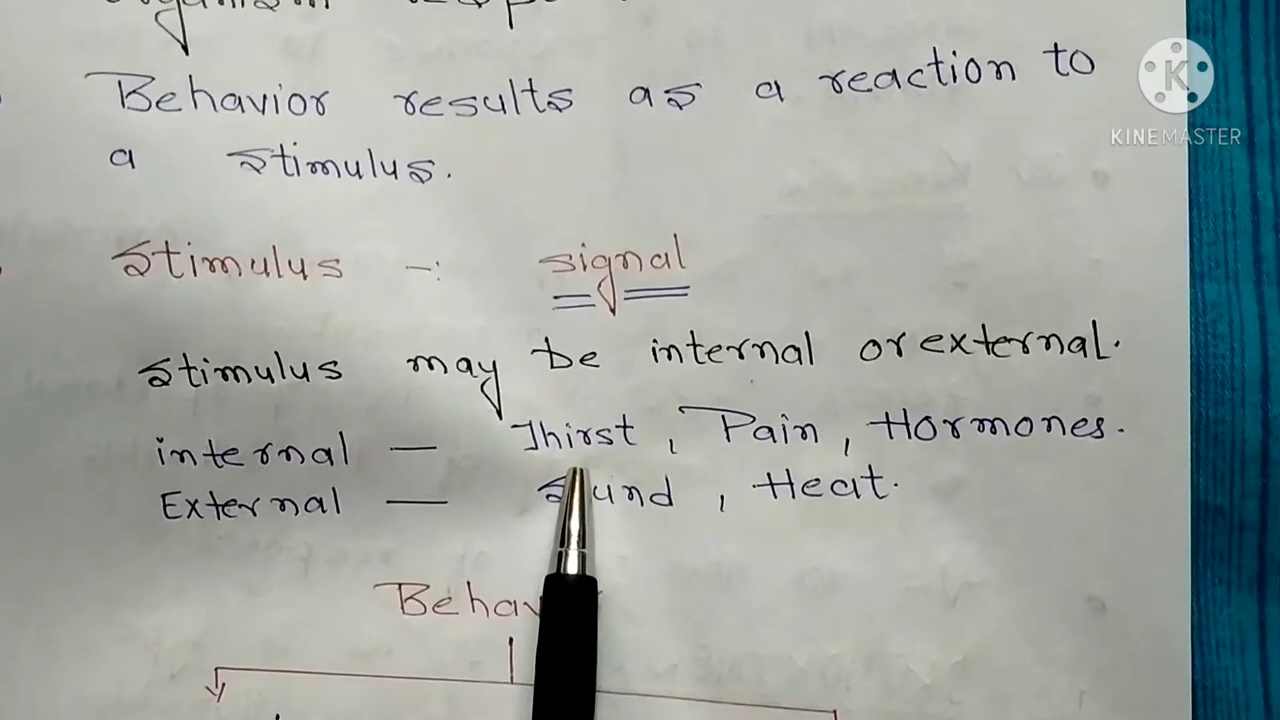 Behavior results as a reaction to
a stimulus.
Stimulus -: signal
Stimulus may be internal or external.
internal — Thirst, Pain, Hormones.
External — Sound, Heat.
KINEMASTER